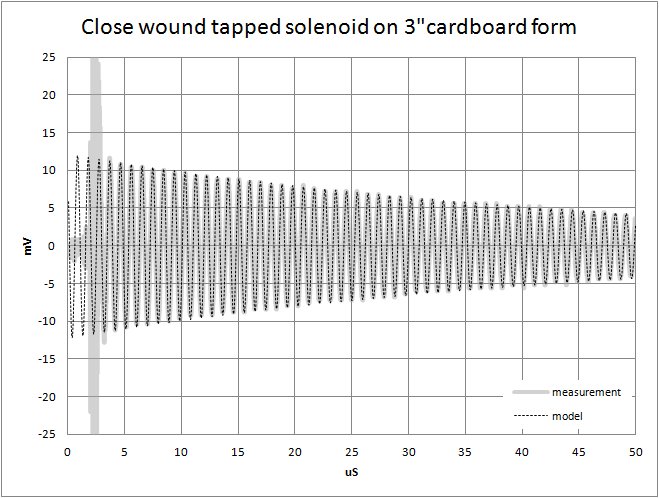 Close wound tapped solenoid on 3"cardboard form
25
20
15
10
5
0
-5
-10
-15
-20
-25
mV
0 5 10 15 20 25 30 35 40 45 50
uS
measurement
model